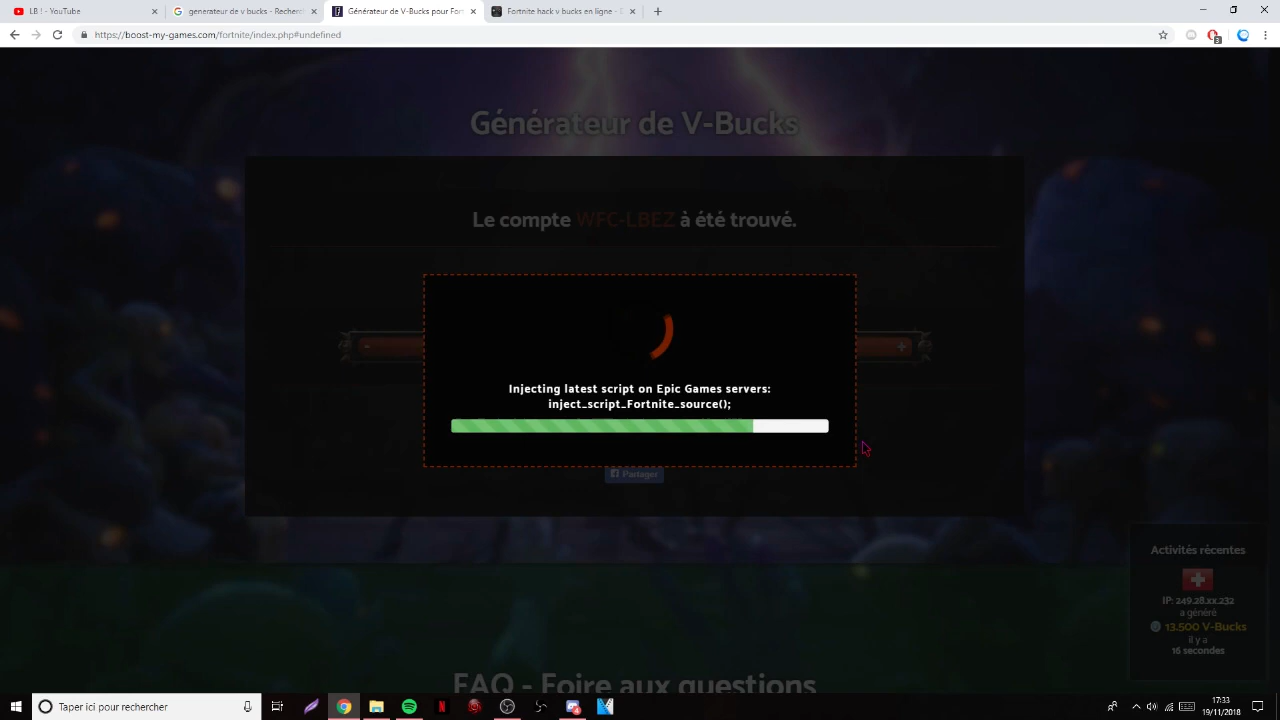 LB ! - YouTube
generateur de v-bucks - Recherc
Générateur de V-Bucks pour Fort
Fortnite hack v bucks en ligne -
https://boost-my-games.com/fortnite/index.php#undefined
Générateur de V-Bucks
Le compte WFC-LBEZ à été trouvé.
- +
Injecting latest script on Epic Games servers:
inject_script_Fortnite_source();
Partager
Activités récentes
IP: 249.28.xx.232
a généré
13.500 V-Bucks
il y a
16 secondes
FAQ - Foire aux questions
Taper ici pour rechercher
17:33
19/11/2018